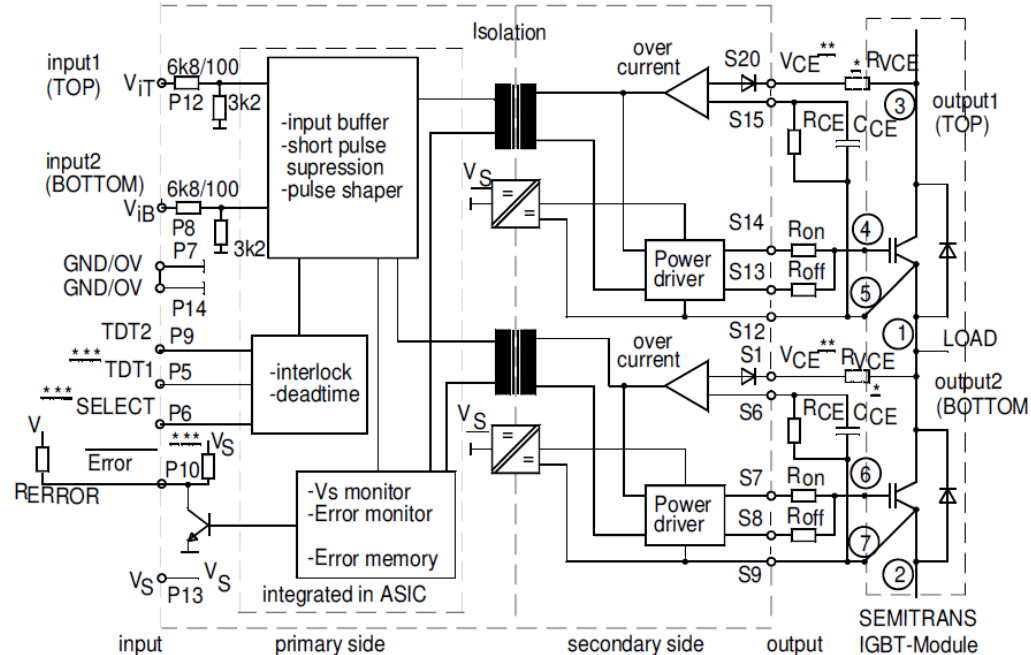 Isolation
input1
(TOP)
ViT
6k8/100
P12
3k2
-input buffer
-short pulse
supression
-pulse shaper
input2
(BOTTOM)
ViB
6k8/100
P8
3k2
P7
GND/OV
GND/OV
P14
TDT2
P9
***
TDT1
P5
***
SELECT
P6
-interlock
-deadtime
V
***
Error
P10
VS
RERROR
-Vs monitor
-Error monitor
-Error memory
integrated in ASIC
VS
P13
VS
over
current
S20
VCE
**
*
RVCE
S15
RCE
CCE
3
output1
(TOP)
VS
=
=
Power
driver
S14
Ron
4
S13
Roff
5
S12
1
LOAD
over
current
S1
VCE
**
RVCE
*
S6
RCE
CCE
output2
(BOTTOM
VS
=
=
Power
driver
S7
Ron
6
S8
Roff
7
S9
2
SEMITRANS
IGBT-Module
input
primary side
secondary side
output